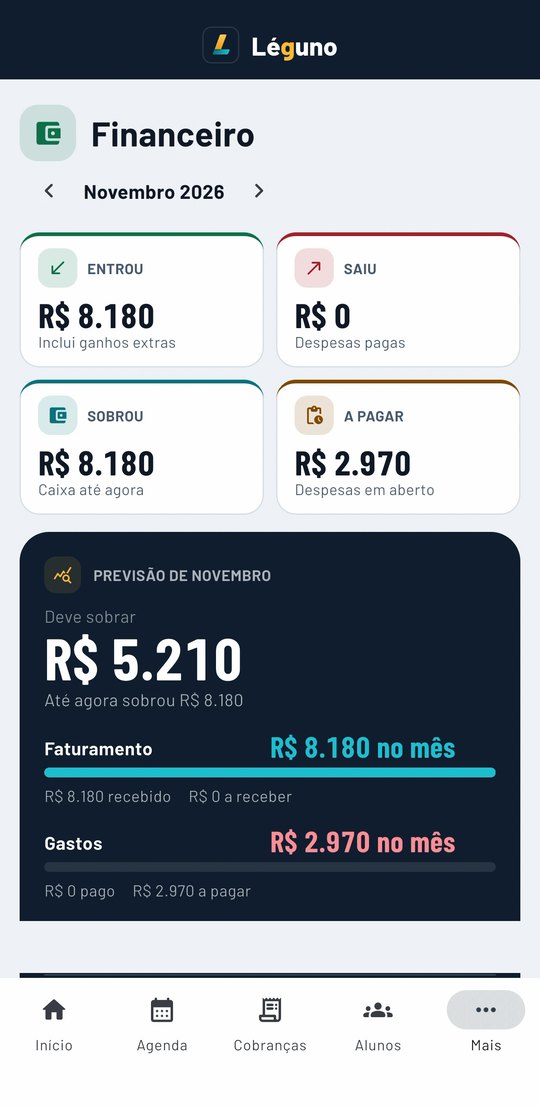 Léguno
Financeiro
Novembro 2026
ENTROU
R$ 8.180
Inclui ganhos extras
SAIU
R$ 0
Despesas pagas
SOBROU
R$ 8.180
Caixa até agora
A PAGAR
R$ 2.970
Despesas em aberto
PREVISÃO DE NOVEMBRO
Deve sobrar
R$ 5.210
Até agora sobrou R$ 8.180
Faturamento R$ 8.180 no mês
R$ 8.180 recebido R$ 0 a receber
Gastos R$ 2.970 no mês
R$ 0 pago R$ 2.970 a pagar
Início Agenda Cobranças Alunos Mais